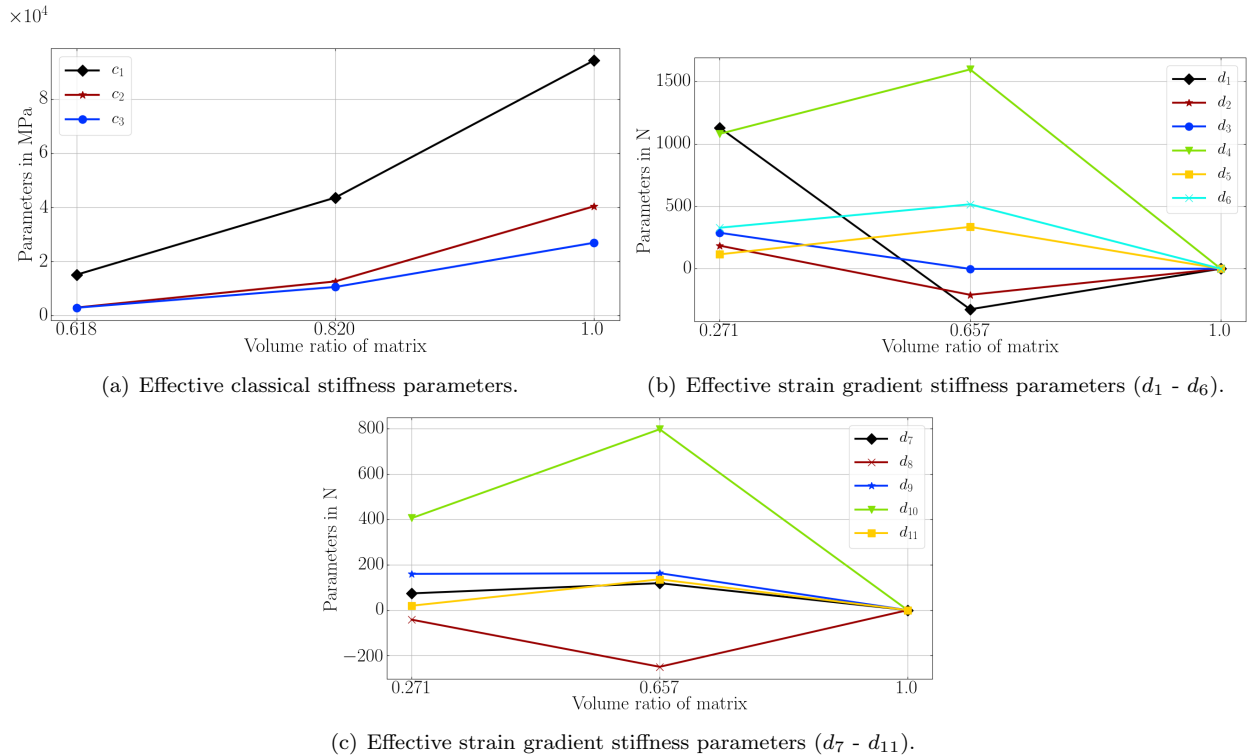 ×10⁴
Parameters in MPa
8
6
4
2
0
c₁
c₂
c₃
0.618 0.820 1.0
Volume ratio of matrix
(a) Effective classical stiffness parameters.
Parameters in N
1500
1000
500
0
d₁
d₂
d₃
d₄
d₅
d₆
0.271 0.657 1.0
Volume ratio of matrix
(b) Effective strain gradient stiffness parameters (d₁ - d₆).
Parameters in N
800
600
400
200
0
−200
d₇
d₈
d₉
d₁₀
d₁₁
0.271 0.657 1.0
Volume ratio of matrix
(c) Effective strain gradient stiffness parameters (d₇ - d₁₁).